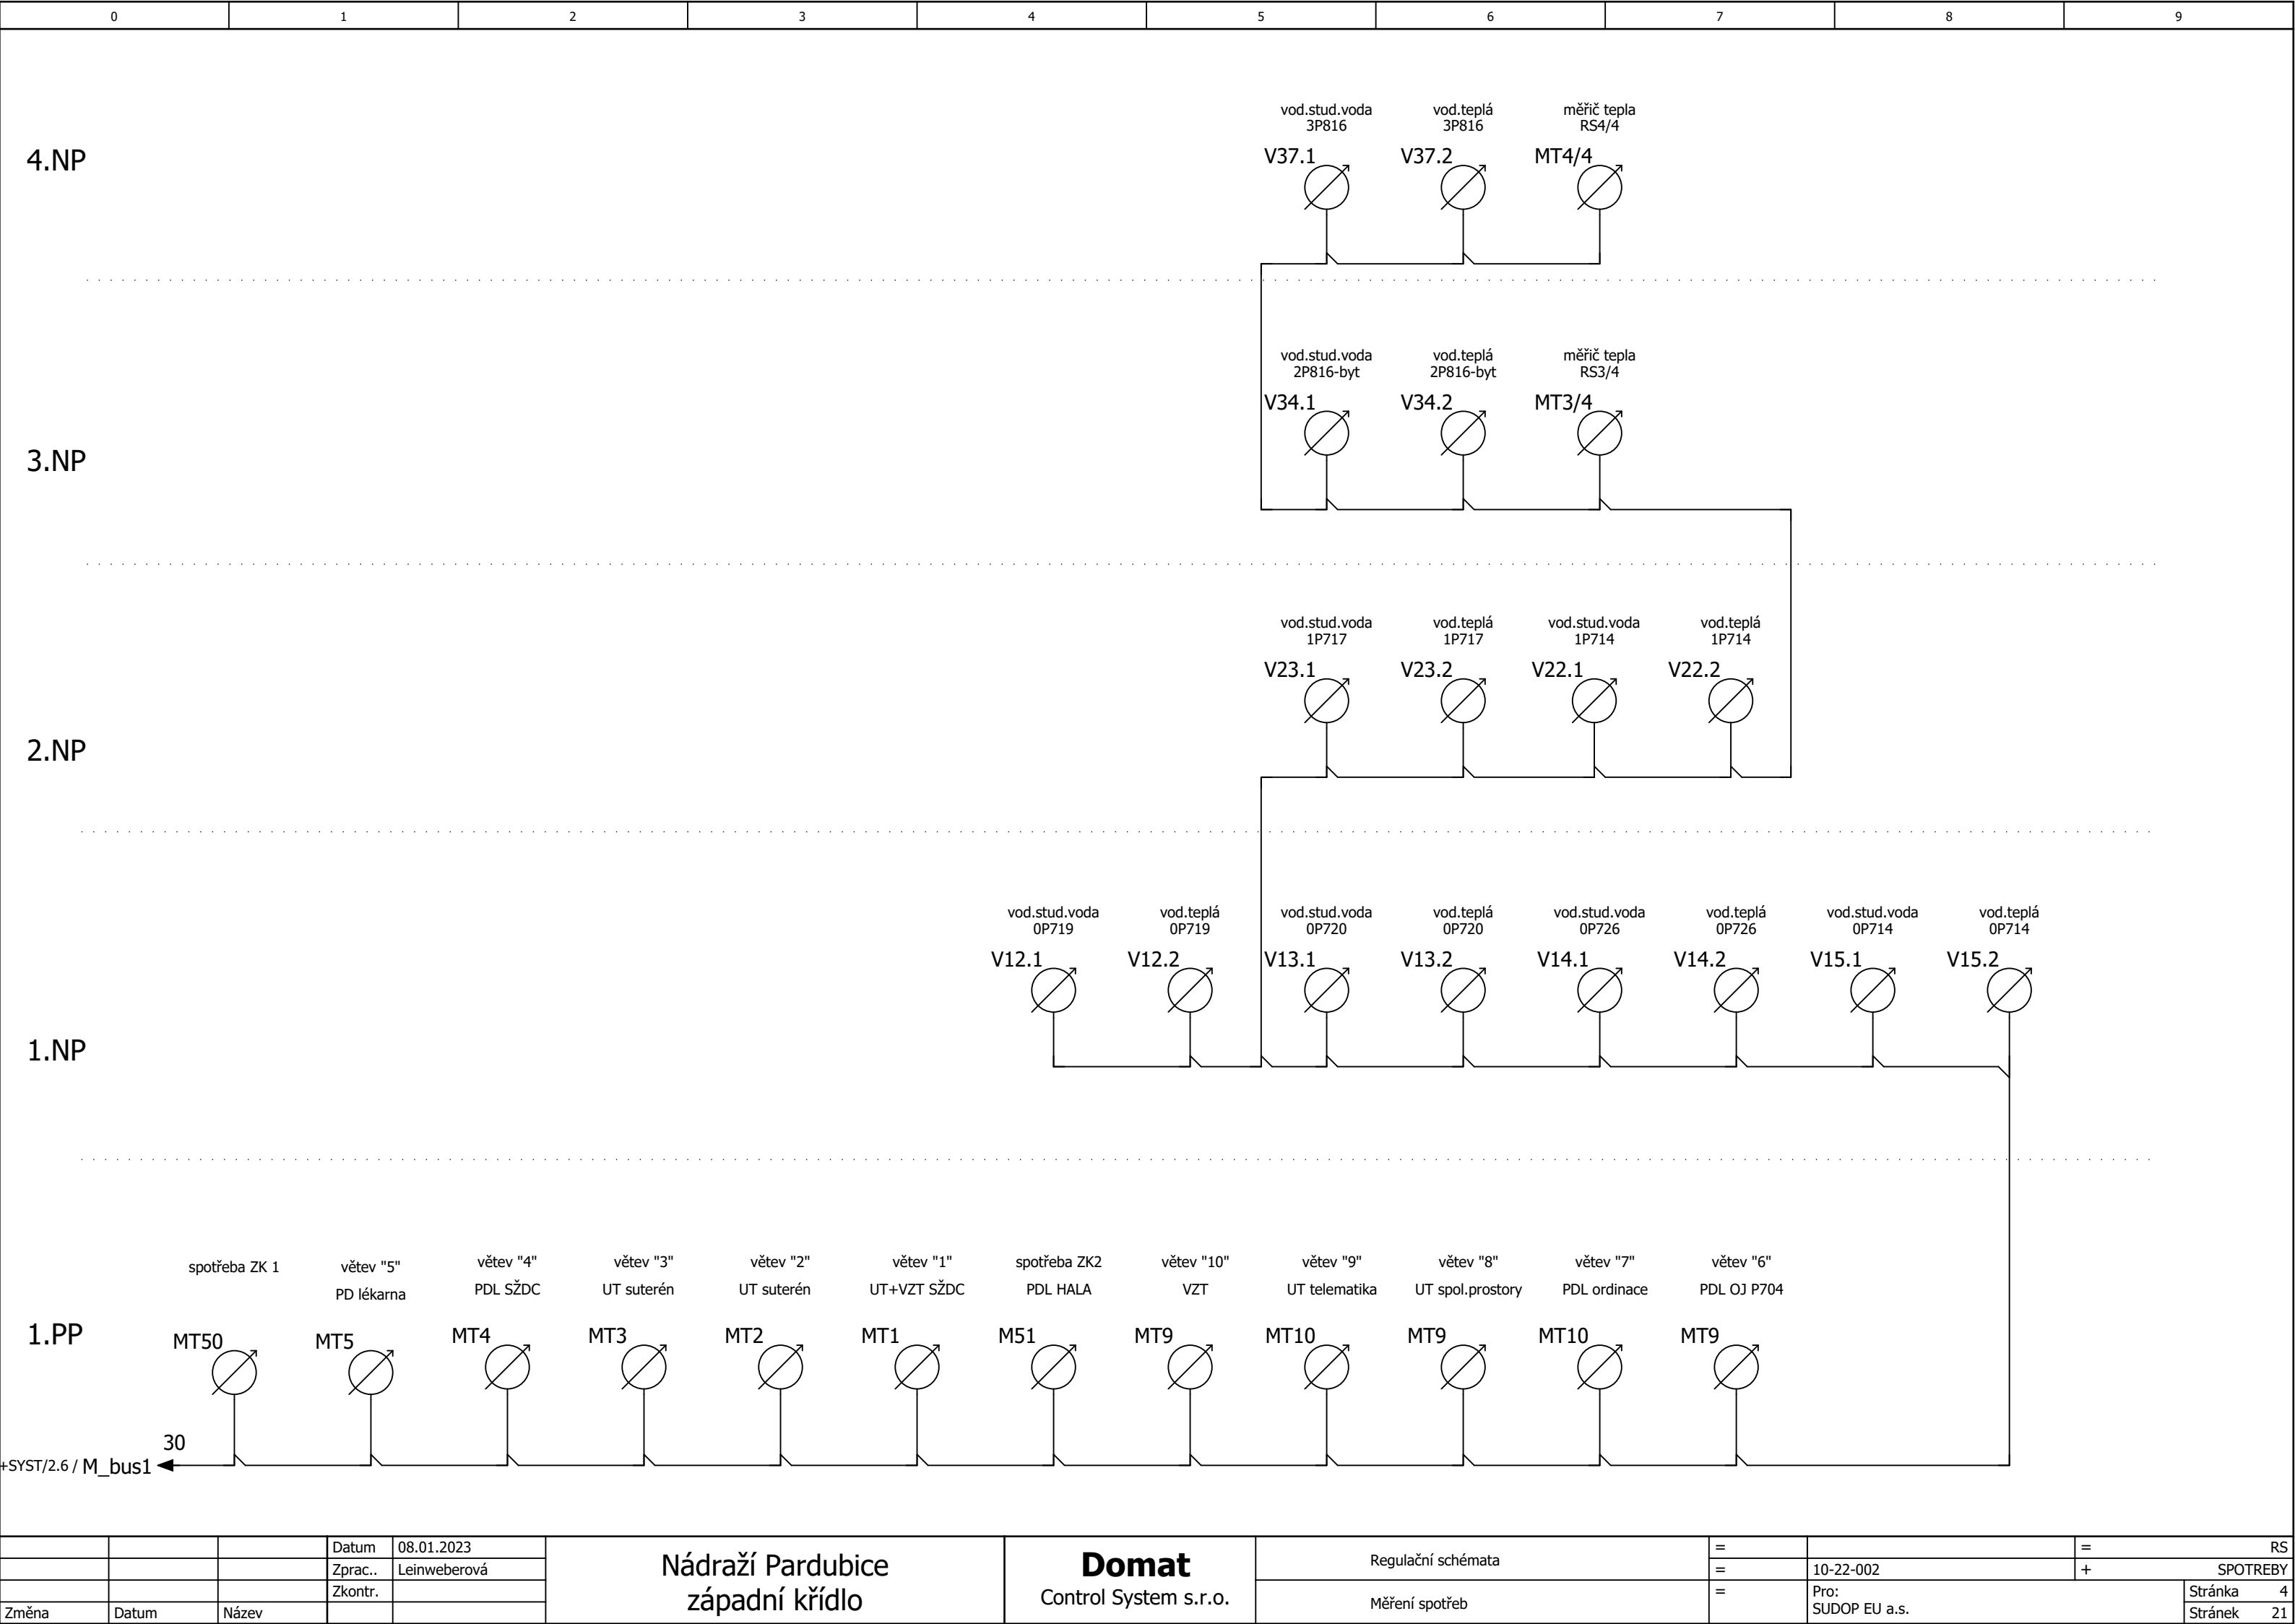 0 1 2 3 4 5 6 7 8 9
vod.stud.voda vod.teplá měřič tepla
3P816 3P816 RS4/4
4.NP V37.1 V37.2 MT4/4
vod.stud.voda vod.teplá měřič tepla
2P816-byt 2P816-byt RS3/4
V34.1 V34.2 MT3/4
3.NP
vod.stud.voda vod.teplá vod.stud.voda vod.teplá
1P717 1P717 1P714 1P714
V23.1 V23.2 V22.1 V22.2
2.NP
vod.stud.voda vod.teplá vod.stud.voda vod.teplá vod.stud.voda vod.teplá vod.stud.voda vod.teplá
0P719 0P719 0P720 0P720 0P726 0P726 0P714 0P714
V12.1 V12.2 V13.1 V13.2 V14.1 V14.2 V15.1 V15.2
1.NP
spotřeba ZK 1 větev "5" větev "4" větev "3" větev "2" větev "1" spotřeba ZK2 větev "10" větev "9" větev "8" větev "7" větev "6"
PD lékarna PDL SŽDC UT suterén UT suterén UT+VZT SŽDC PDL HALA VZT UT telematika UT spol.prostory PDL ordinace PDL OJ P704
1.PP MT50 MT5 MT4 MT3 MT2 MT1 M51 MT9 MT10 MT9 MT10 MT9
30
+SYST/2.6 / M_bus1
Datum 08.01.2023
Zprac.. Leinweberová
Zkontr.
Změna Datum Název
Nádraží Pardubice
západní křídlo
Domat
Control System s.r.o.
Regulační schémata
Měření spotřeb
= = RS
= 10-22-002 + SPOTREBY
= Pro:
SUDOP EU a.s.
Stránka 4
Stránek 21